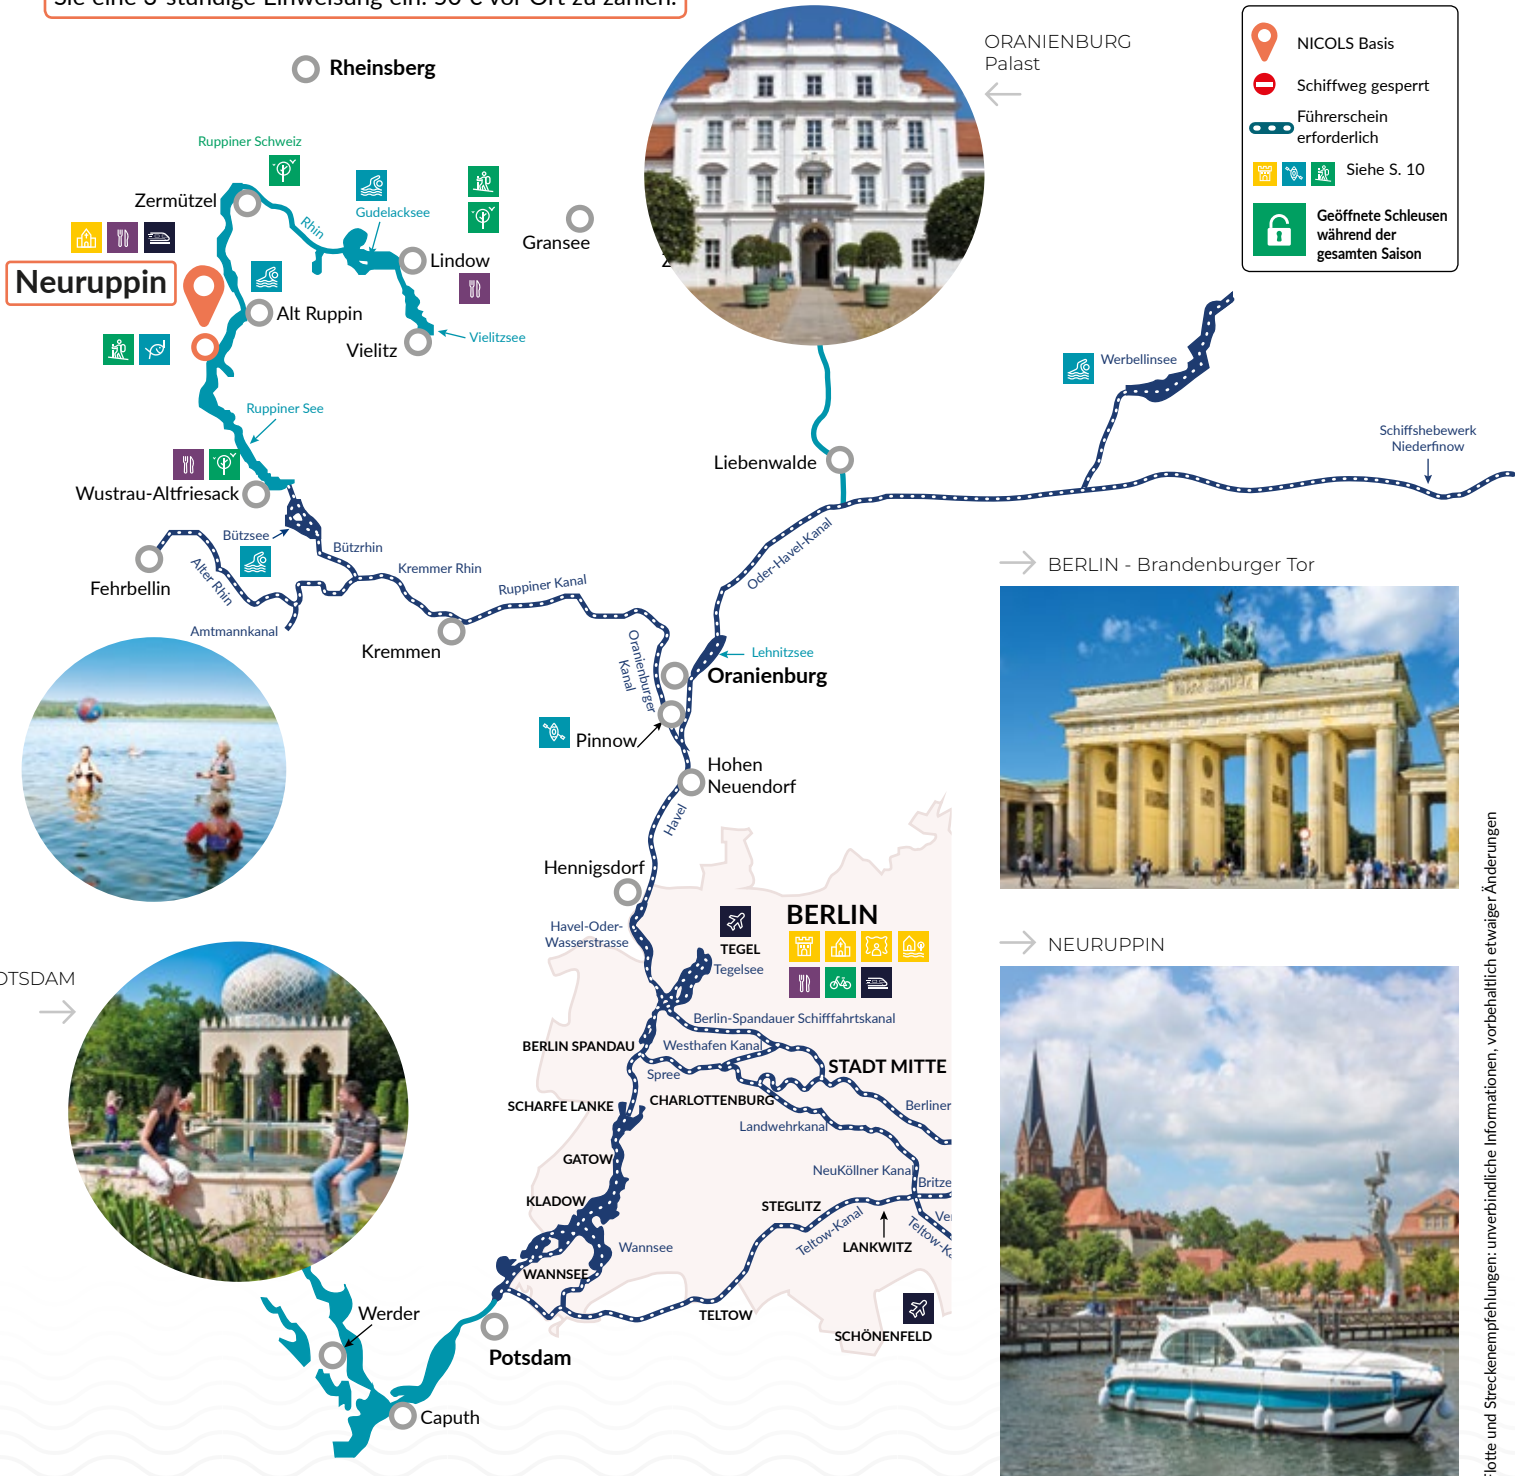 Sie eine 3-stündige Einweisung ein. 50 € vor Ort zu zahlen.
Rheinsberg
ORANIENBURG
Palast
NICOLS Basis
Schiffweg gesperrt
Führerschein
erforderlich
Siehe S. 10
Geöffnete Schleusen
während der
gesamten Saison
Ruppiner Schweiz
Zermützel
Rhin
Gudelacksee
Gransee
Lindow
Neuruppin
Alt Ruppin
Vielitz
Vielitzsee
Ruppiner See
Wustrau-Altfriesack
Werbellinsee
Schiffshebewerk
Niederfinow
Liebenwalde
Oder-Havel-Kanal
Bützsee
Bützrhin
Fehrbellin
Alter Rhin
Kremmer Rhin
Ruppiner Kanal
Amtmannkanal
Kremmen
Oranienburger
Kanal
Lehnitzsee
Oranienburg
Pinnow
Hohen
Neuendorf
Havel
Hennigsdorf
BERLIN - Brandenburger Tor
BERLIN
Havel-Oder-
Wasserstrasse
TEGEL
Tegelsee
NEURUPPIN
OTSDAM
Berlin-Spandauer Schifffahrtskanal
BERLIN SPANDAU
Westhafen Kanal
STADT MITTE
Spree
CHARLOTTENBURG
SCHARFE LANKE
Berliner
Landwehrkanal
GATOW
NeuKöllner Kanal
Britze
KLADOW
STEGLITZ
Teltow-Kanal
LANKWITZ
Teltow-K
Wannsee
WANNSEE
TELTOW
SCHÖNENFELD
Werder
Potsdam
Caputh
lotte und Streckenempfehlungen: unverbindliche Informationen, vorbehaltlich etwaiger Änderungen